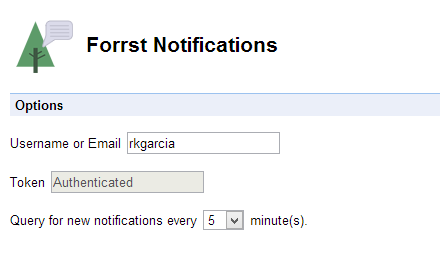 Forrst Notifications
Options
Username or Email rkgarcia
Token Authenticated
Query for new notifications every 5 minute(s).